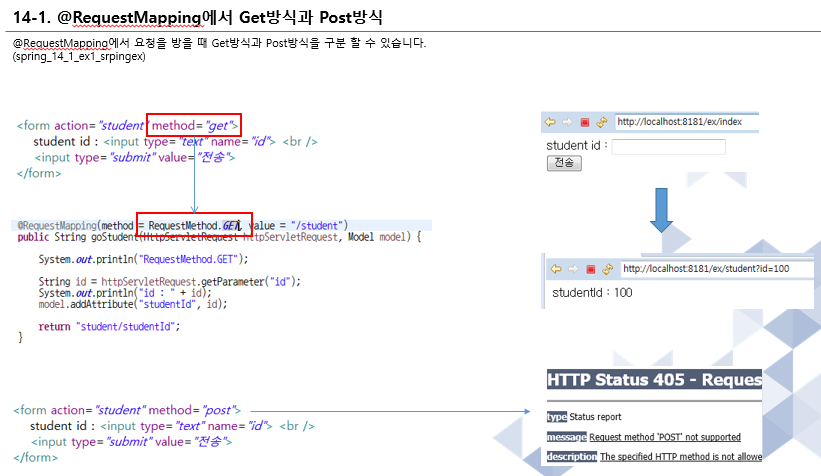 14-1. @RequestMapping에서 Get방식과 Post방식
@RequestMapping에서 요청을 받을 때 Get방식과 Post방식을 구분 할 수 있습니다.
(spring_14_1_ex1_srpingex)
<form action="student" method="get">
student id : <input type="text" name="id"> <br />
<input type="submit" value="전송">
</form>
http://localhost:8181/ex/index
student id :
전송
@RequestMapping(method = RequestMethod.GET, value = "/student")
public String goStudent(HttpServletRequest httpServletRequest, Model model) {
System.out.println("RequestMethod.GET");
String id = httpServletRequest.getParameter("id");
System.out.println("id : " + id);
model.addAttribute("studentId", id);
return "student/studentId";
}
http://localhost:8181/ex/student?id=100
studentId : 100
<form action="student" method="post">
student id : <input type="text" name="id"> <br />
<input type="submit" value="전송">
</form>
HTTP Status 405 - Reques
type Status report
message Request method 'POST' not supported
description The specified HTTP method is not allowe